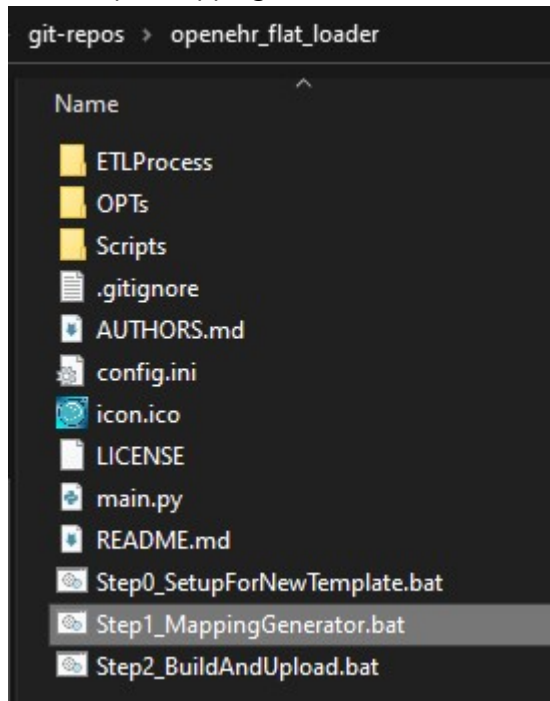 git-repos > openehr_flat_loader
Name
ETLProcess
OPTs
Scripts
.gitignore
AUTHORS.md
config.ini
icon.ico
LICENSE
main.py
README.md
Step0_SetupForNewTemplate.bat
Step1_MappingGenerator.bat
Step2_BuildAndUpload.bat